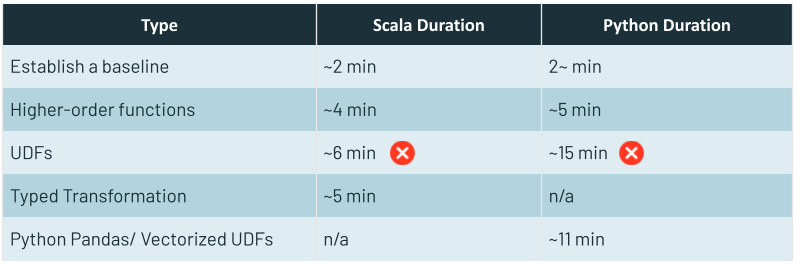 Type Scala Duration Python Duration
Establish a baseline ~2 min 2~ min
Higher-order functions ~4 min ~5 min
UDFs ~6 min ~15 min
Typed Transformation ~5 min n/a
Python Pandas/ Vectorized UDFs n/a ~11 min